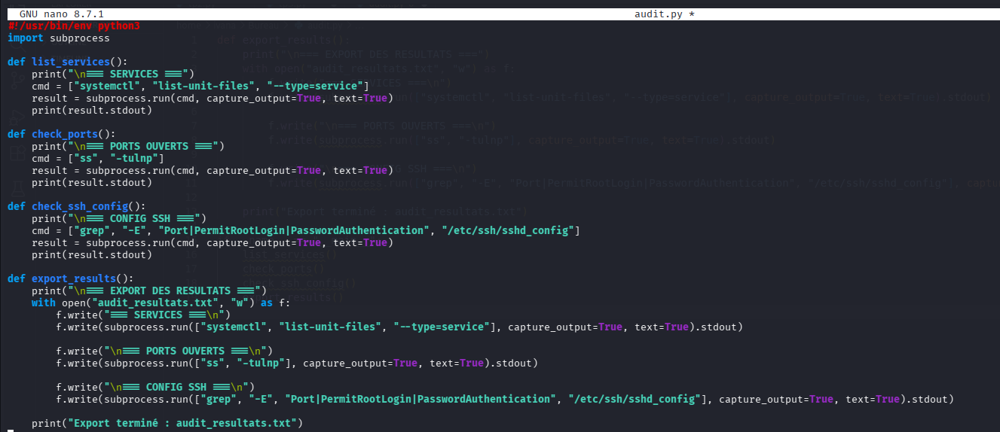 GNU nano 8.7.1 audit.py *
#!/usr/bin/env python3
import subprocess
def list_services():
print("\n=== SERVICES ===")
cmd = ["systemctl", "list-unit-files", "--type=service"]
result = subprocess.run(cmd, capture_output=True, text=True)
print(result.stdout)
def check_ports():
print("\n=== PORTS OUVERTS ===")
cmd = ["ss", "-tulnp"]
result = subprocess.run(cmd, capture_output=True, text=True)
print(result.stdout)
def check_ssh_config():
print("\n=== CONFIG SSH ===")
cmd = ["grep", "-E", "Port|PermitRootLogin|PasswordAuthentication", "/etc/ssh/sshd_config"]
result = subprocess.run(cmd, capture_output=True, text=True)
print(result.stdout)
def export_results():
print("\n=== EXPORT DES RESULTATS ===")
with open("audit_resultats.txt", "w") as f:
f.write("=== SERVICES ===\n")
f.write(subprocess.run(["systemctl", "list-unit-files", "--type=service"], capture_output=True, text=True).stdout)
f.write("\n=== PORTS OUVERTS ===\n")
f.write(subprocess.run(["ss", "-tulnp"], capture_output=True, text=True).stdout)
f.write("\n=== CONFIG SSH ===\n")
f.write(subprocess.run(["grep", "-E", "Port|PermitRootLogin|PasswordAuthentication", "/etc/ssh/sshd_config"], capture_output=True, text=True).stdout)
print("Export terminé : audit_resultats.txt")